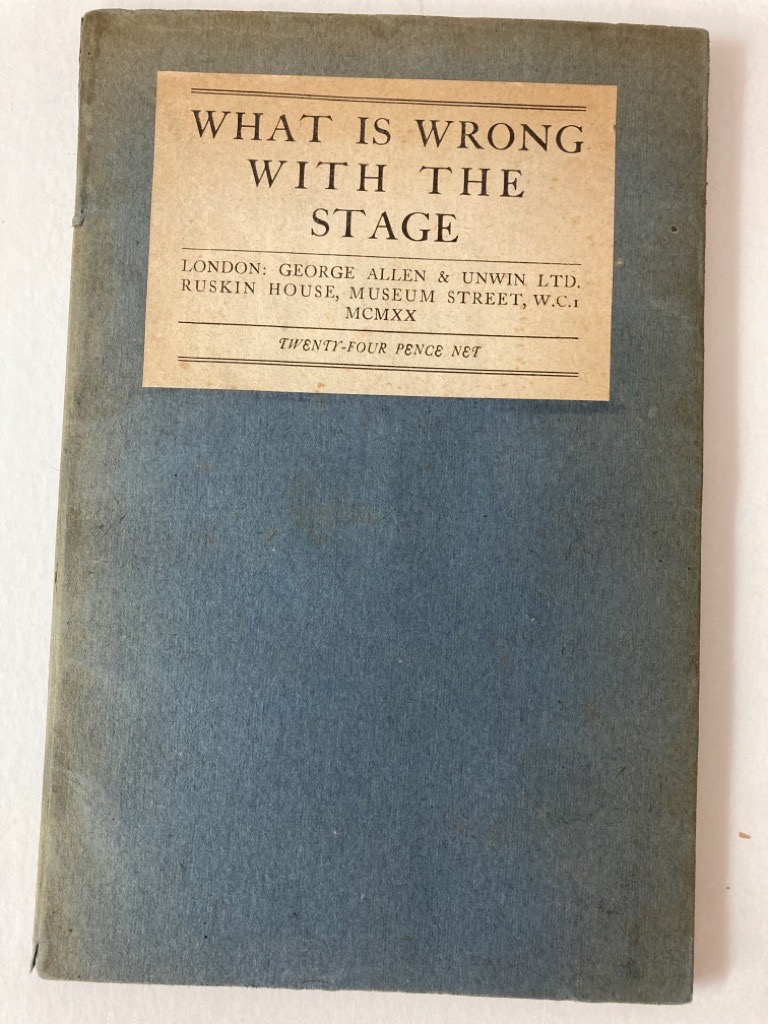 WHAT IS WRONG
WITH THE
STAGE
LONDON: GEORGE ALLEN & UNWIN LTD.
RUSKIN HOUSE, MUSEUM STREET, W.C.1
MCMXX
TWENTY-FOUR PENCE NET